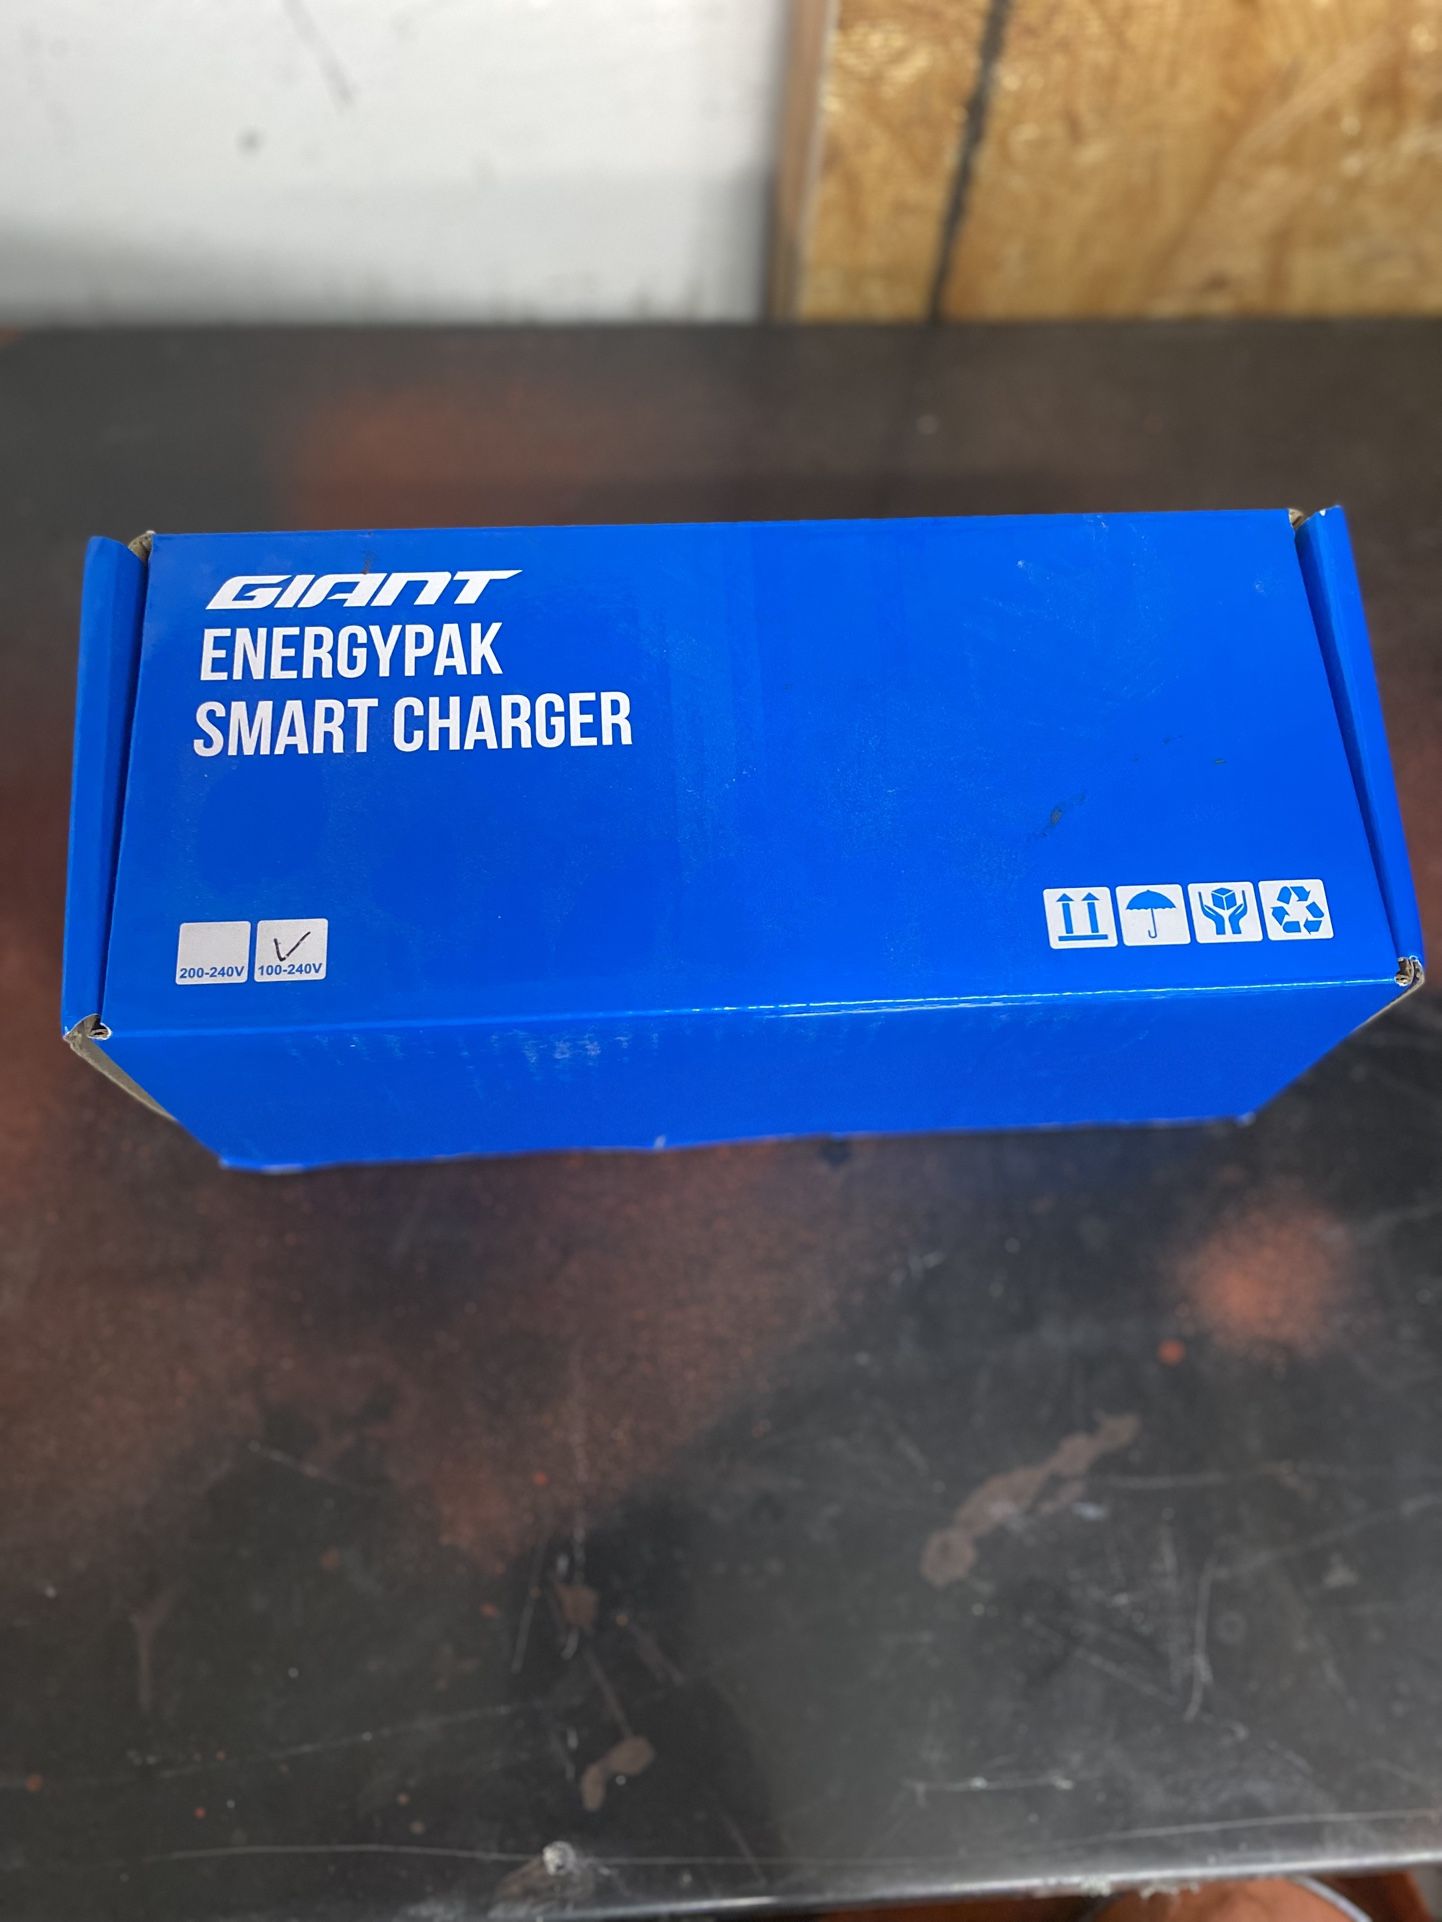 GIANT
ENERGYPAK
SMART CHARGER
200-240V 100-240V